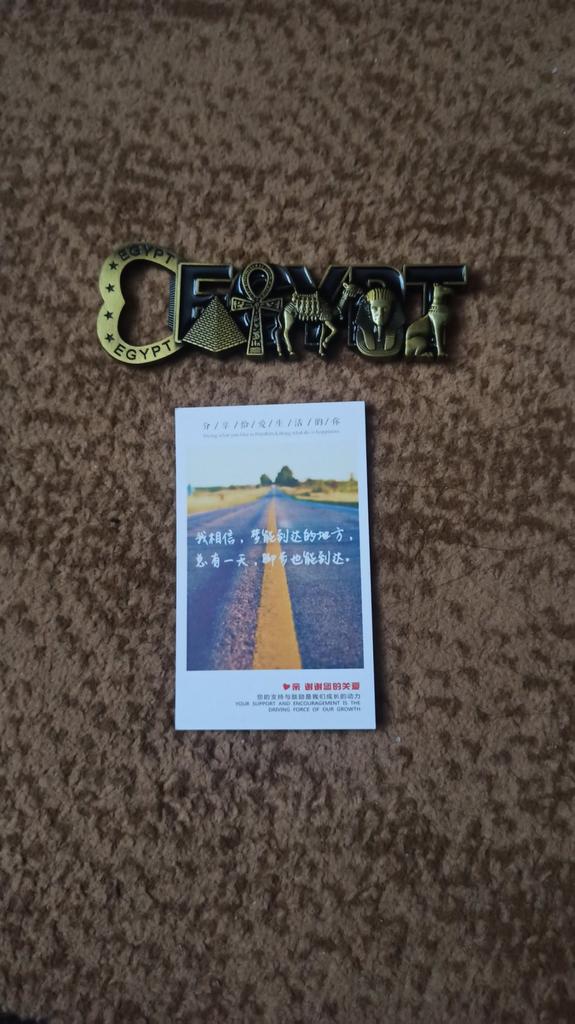 EGYPT
EGYPT
EGYPT
分/享/给/爱/生/活/的/你
我相信，梦能到达的地方，
总有一天，脚步也能到达。
亲 谢谢您的关爱
您的支持与鼓励是我们成长的动力
YOUR SUPPORT AND ENCOURAGEMENT IS THE
DRIVING FORCE OF OUR GROWTH